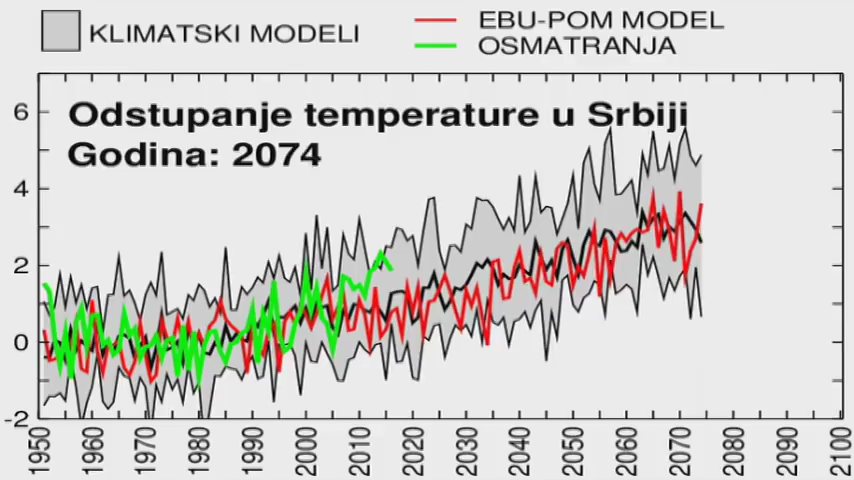 KLIMATSKI MODELI
EBU-POM MODEL
OSMATRANJA
Odstupanje temperature u Srbiji
Godina: 2074
6
4
2
0
-2
1950 1960 1970 1980 1990 2000 2010 2020 2030 2040 2050 2060 2070 2080 2090 2100